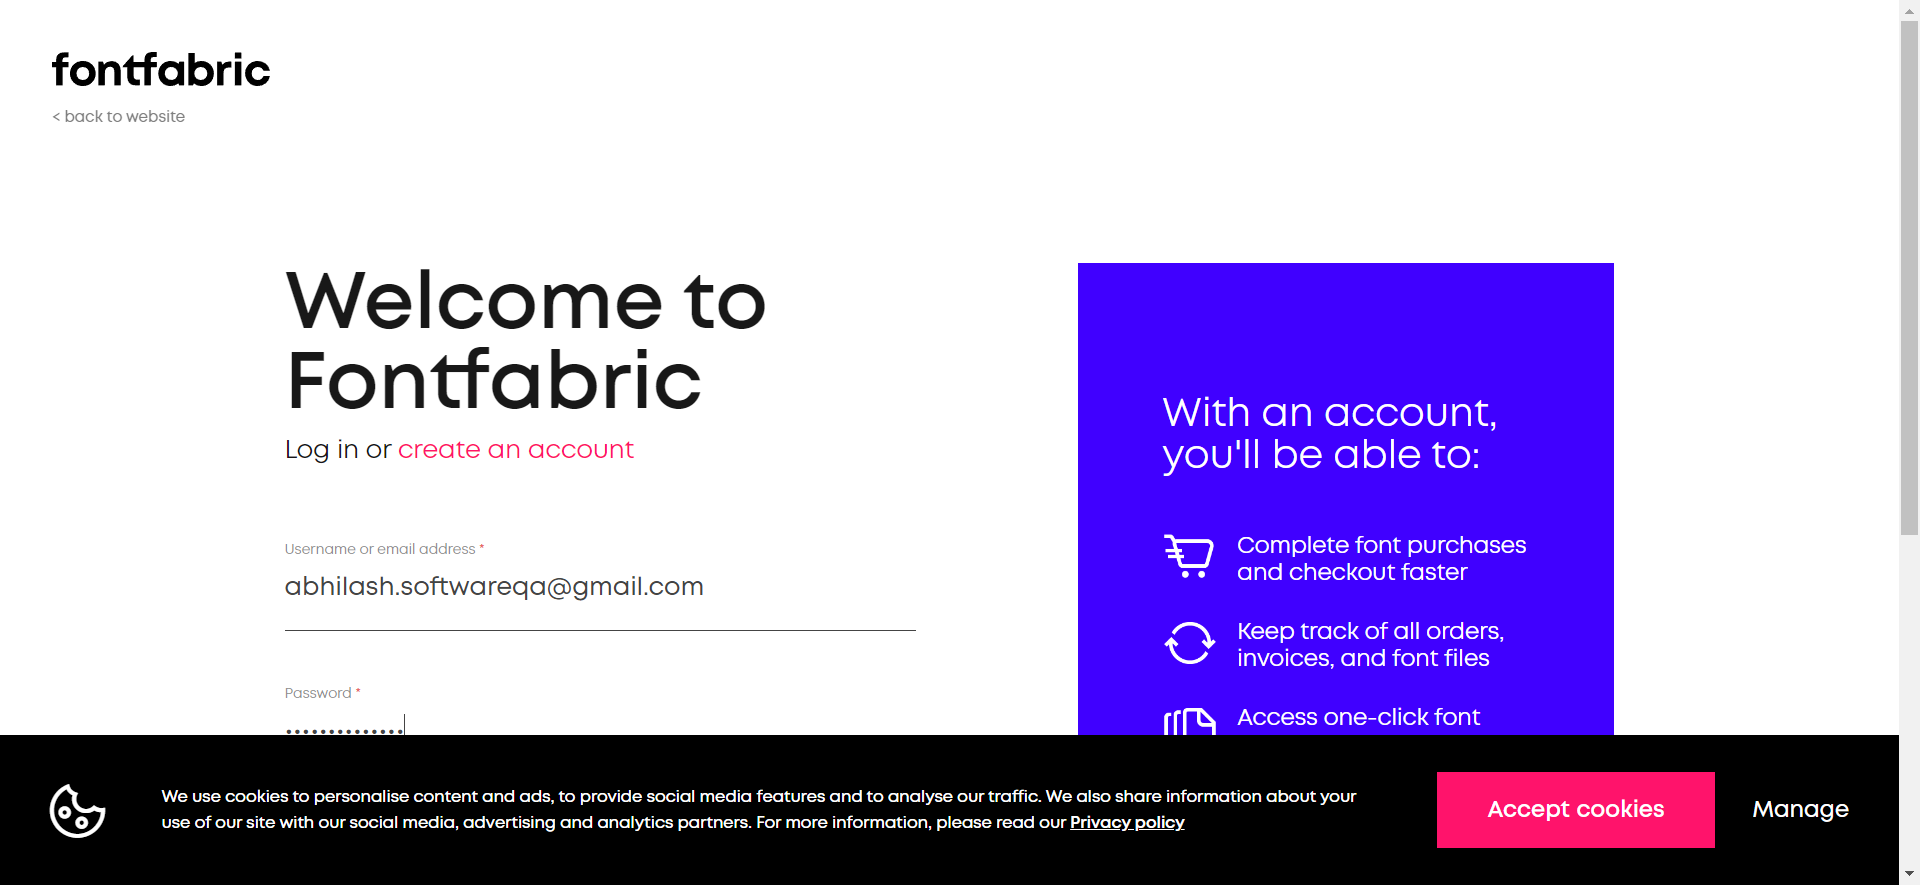 fontfabric
< back to website
Welcome to
Fontfabric
Log in or create an account
Username or email address *
abhilash.softwareqa@gmail.com
Password *
••••••••••••••
With an account,
you'll be able to:
Complete font purchases
and checkout faster
Keep track of all orders,
invoices, and font files
Access one-click font
We use cookies to personalise content and ads, to provide social media features and to analyse our traffic. We also share information about your
use of our site with our social media, advertising and analytics partners. For more information, please read our Privacy policy
Accept cookies
Manage